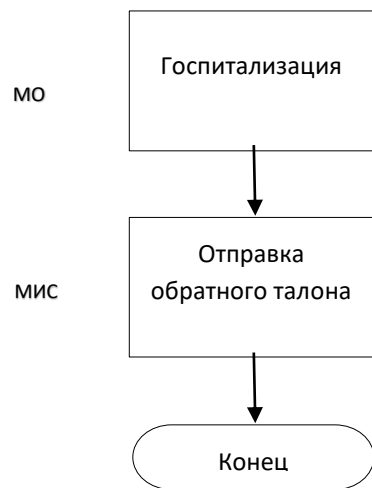 Госпитализация
мо
Отправка
обратного талона
мис
Конец